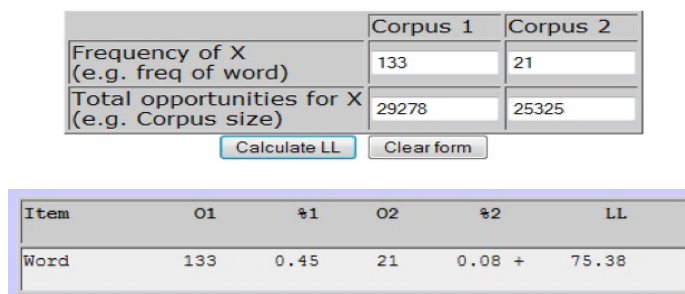 Corpus 1 Corpus 2
Frequency of X
(e.g. freq of word) 133 21
Total opportunities for X
(e.g. Corpus size) 29278 25325
Calculate LL Clear form
Item O1 %1 O2 %2 LL
Word 133 0.45 21 0.08 + 75.38